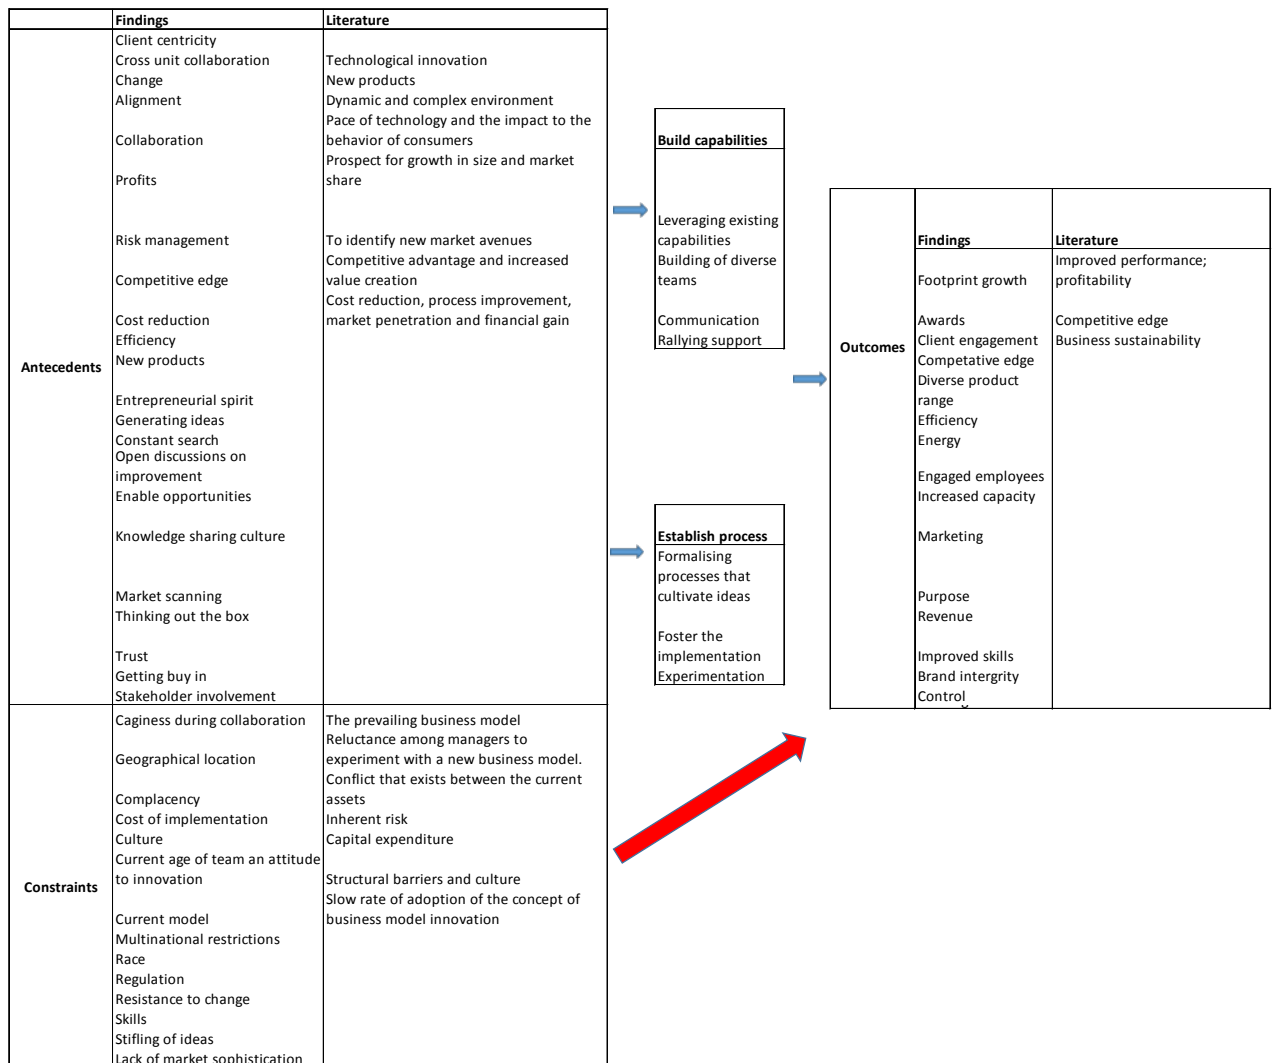 Findings
Literature
Antecedents
Client centricity
Cross unit collaboration
Change
Alignment
Collaboration
Profits
Risk management
Competitive edge
Cost reduction
Efficiency
New products
Entrepreneurial spirit
Generating ideas
Constant search
Open discussions on
improvement
Enable opportunities
Knowledge sharing culture
Market scanning
Thinking out the box
Trust
Getting buy in
Stakeholder involvement
Technological innovation
New products
Dynamic and complex environment
Pace of technology and the impact to the
behavior of consumers
Prospect for growth in size and market
share
To identify new market avenues
Competitive advantage and increased
value creation
Cost reduction, process improvement,
market penetration and financial gain
Constraints
Caginess during collaboration
Geographical location
Complacency
Cost of implementation
Culture
Current age of team an attitude
to innovation
Current model
Multinational restrictions
Race
Regulation
Resistance to change
Skills
Stifling of ideas
Lack of market sophistication
The prevailing business model
Reluctance among managers to
experiment with a new business model.
Conflict that exists between the current
assets
Inherent risk
Capital expenditure
Structural barriers and culture
Slow rate of adoption of the concept of
business model innovation
Build capabilities
Leveraging existing
capabilities
Building of diverse
teams
Communication
Rallying support
Establish process
Formalising
processes that
cultivate ideas
Foster the
implementation
Experimentation
Outcomes
Findings
Literature
Footprint growth
Awards
Client engagement
Competative edge
Diverse product
range
Efficiency
Energy
Engaged employees
Increased capacity
Marketing
Purpose
Revenue
Improved skills
Brand intergrity
Control
Improved performance;
profitability
Competitive edge
Business sustainability